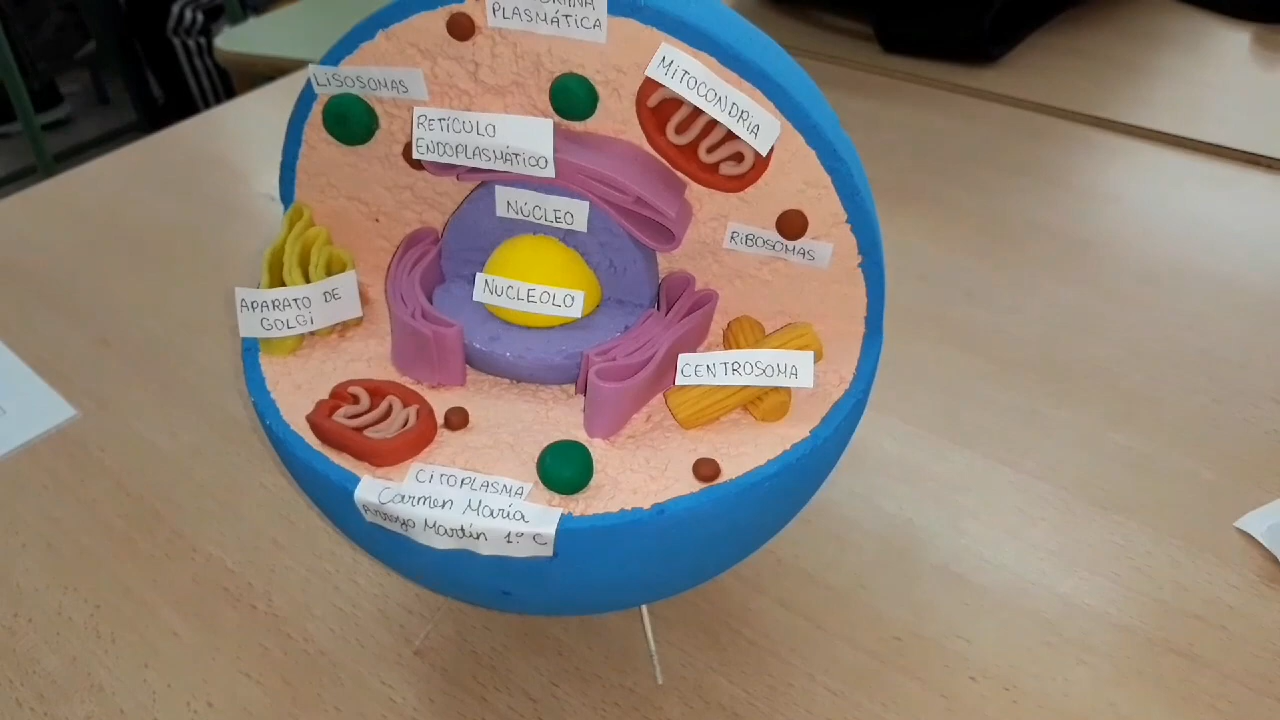 PLASMÁTICA
LISOSOMAS
MITOCONDRIA
RETÍCULO
ENDOPLASMÁTICO
NÚCLEO
RIBOSOMAS
NUCLEOLO
APARATO DE
GOLGI
CENTROSOMA
CITOPLASMA
Carmen María
Arroyo Martín 1º C